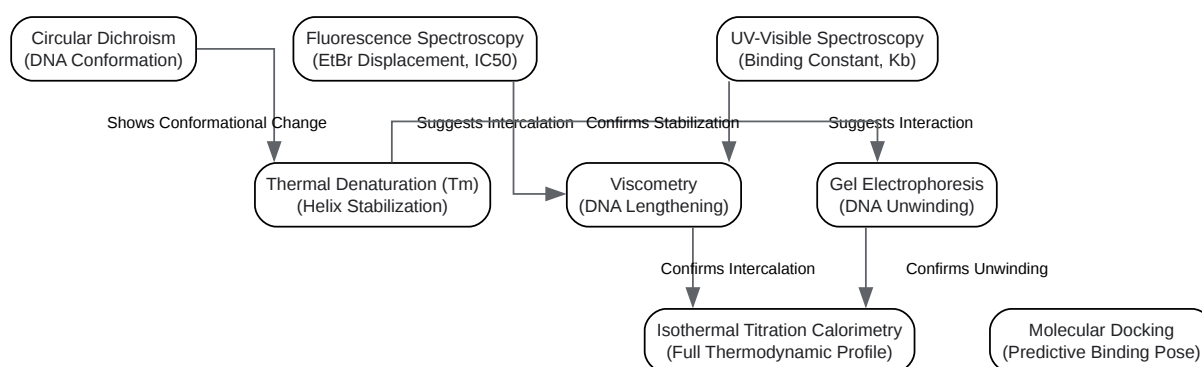 Circular Dichroism
(DNA Conformation)
Fluorescence Spectroscopy
(EtBr Displacement, IC50)
UV-Visible Spectroscopy
(Binding Constant, Kb)
Shows Conformational Change
Suggests Intercalation
Confirms Stabilization
Suggests Interaction
Thermal Denaturation (Tm)
(Helix Stabilization)
Viscometry
(DNA Lengthening)
Gel Electrophoresis
(DNA Unwinding)
Confirms Intercalation
Confirms Unwinding
Isothermal Titration Calorimetry
(Full Thermodynamic Profile)
Molecular Docking
(Predictive Binding Pose)